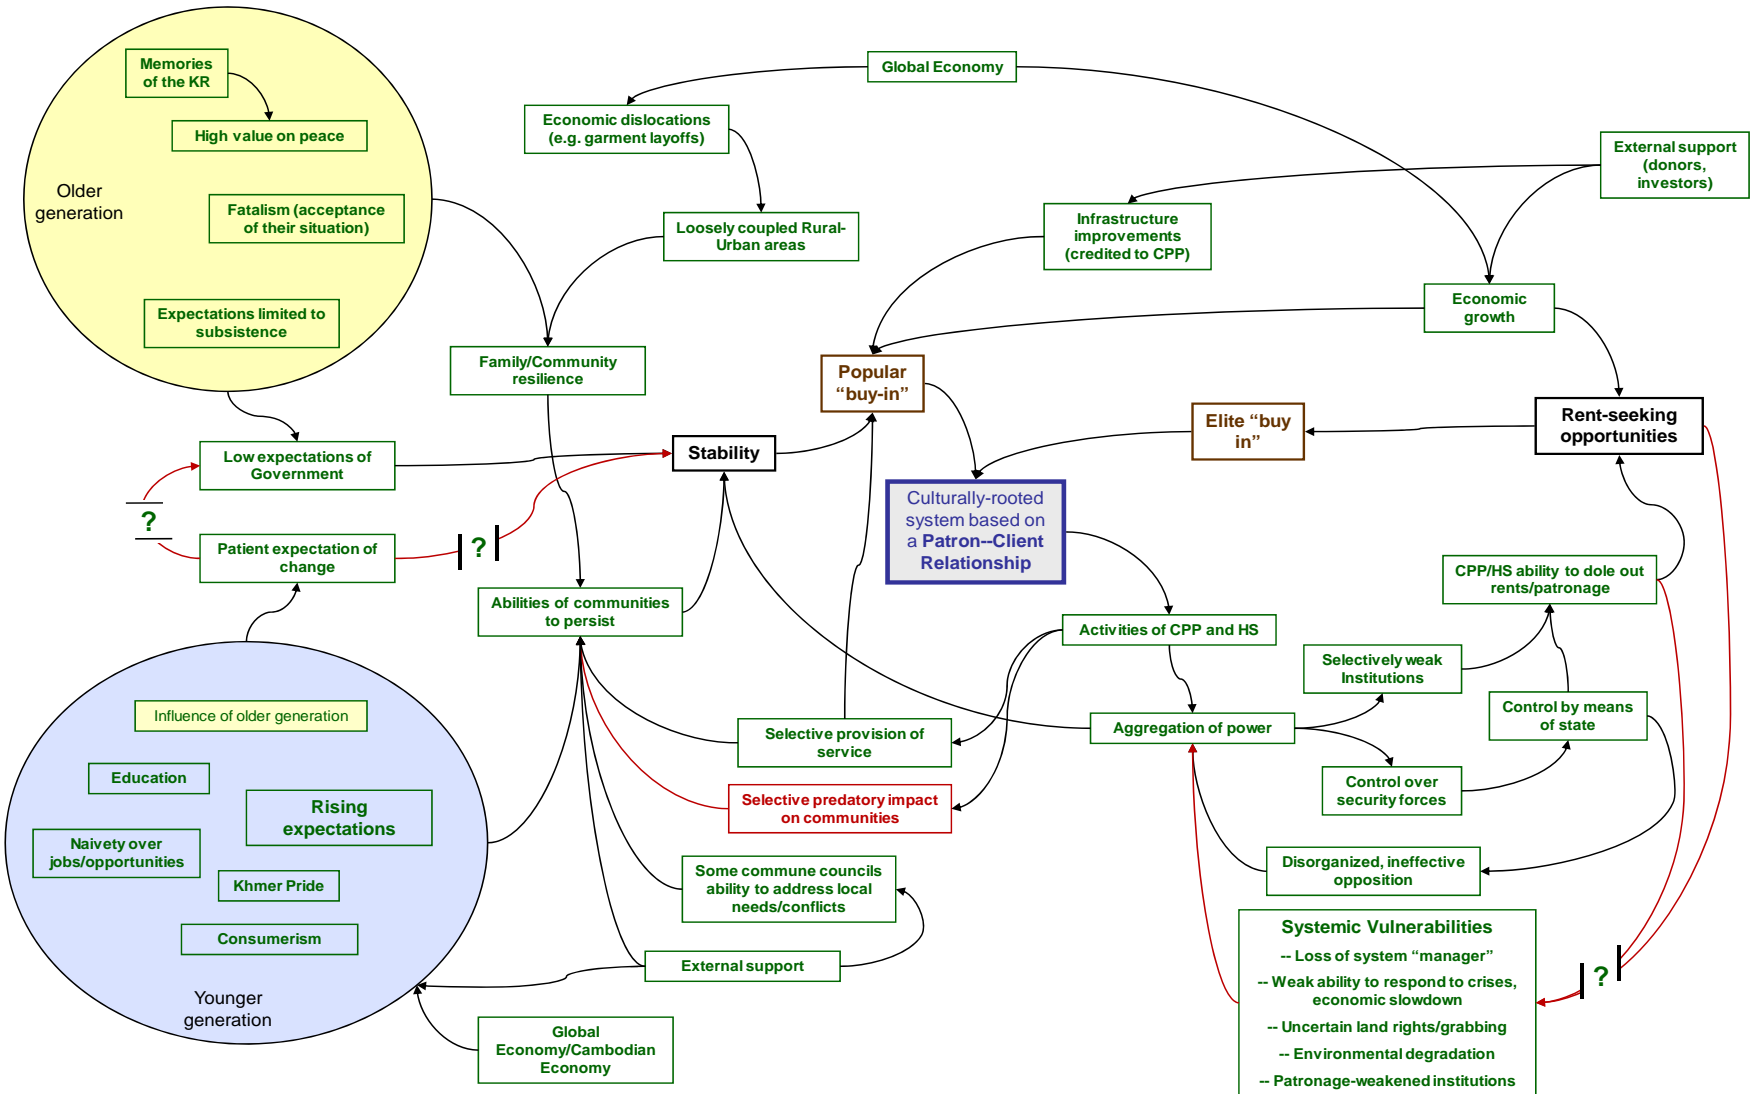 Memories
of the KR
High value on peace
Older
generation
Fatalism (acceptance
of their situation)
Expectations limited to
subsistence
Global Economy
Economic dislocations
(e.g. garment layoffs)
Loosely coupled Rural-
Urban areas
External support
(donors,
investors)
Infrastructure
improvements
(credited to CPP)
Economic
growth
Family/Community
resilience
Popular
“buy-in”
Elite “buy
in”
Rent-seeking
opportunities
Low expectations of
Government
Stability
?
Patient expectation of
change
?
Culturally-rooted
system based on
a Patron--Client
Relationship
CPP/HS ability to dole out
rents/patronage
Abilities of communities
to persist
Activities of CPP and HS
Selectively weak
Institutions
Control by means
of state
Aggregation of power
Control over
security forces
Selective provision of
service
Selective predatory impact
on communities
Disorganized, ineffective
opposition
Some commune councils
ability to address local
needs/conflicts
External support
Influence of older generation
Education
Rising
expectations
Naivety over
jobs/opportunities
Khmer Pride
Consumerism
Younger
generation
Global
Economy/Cambodian
Economy
Systemic Vulnerabilities
-- Loss of system “manager”
-- Weak ability to respond to crises,
economic slowdown
-- Uncertain land rights/grabbing
-- Environmental degradation
-- Patronage-weakened institutions
?